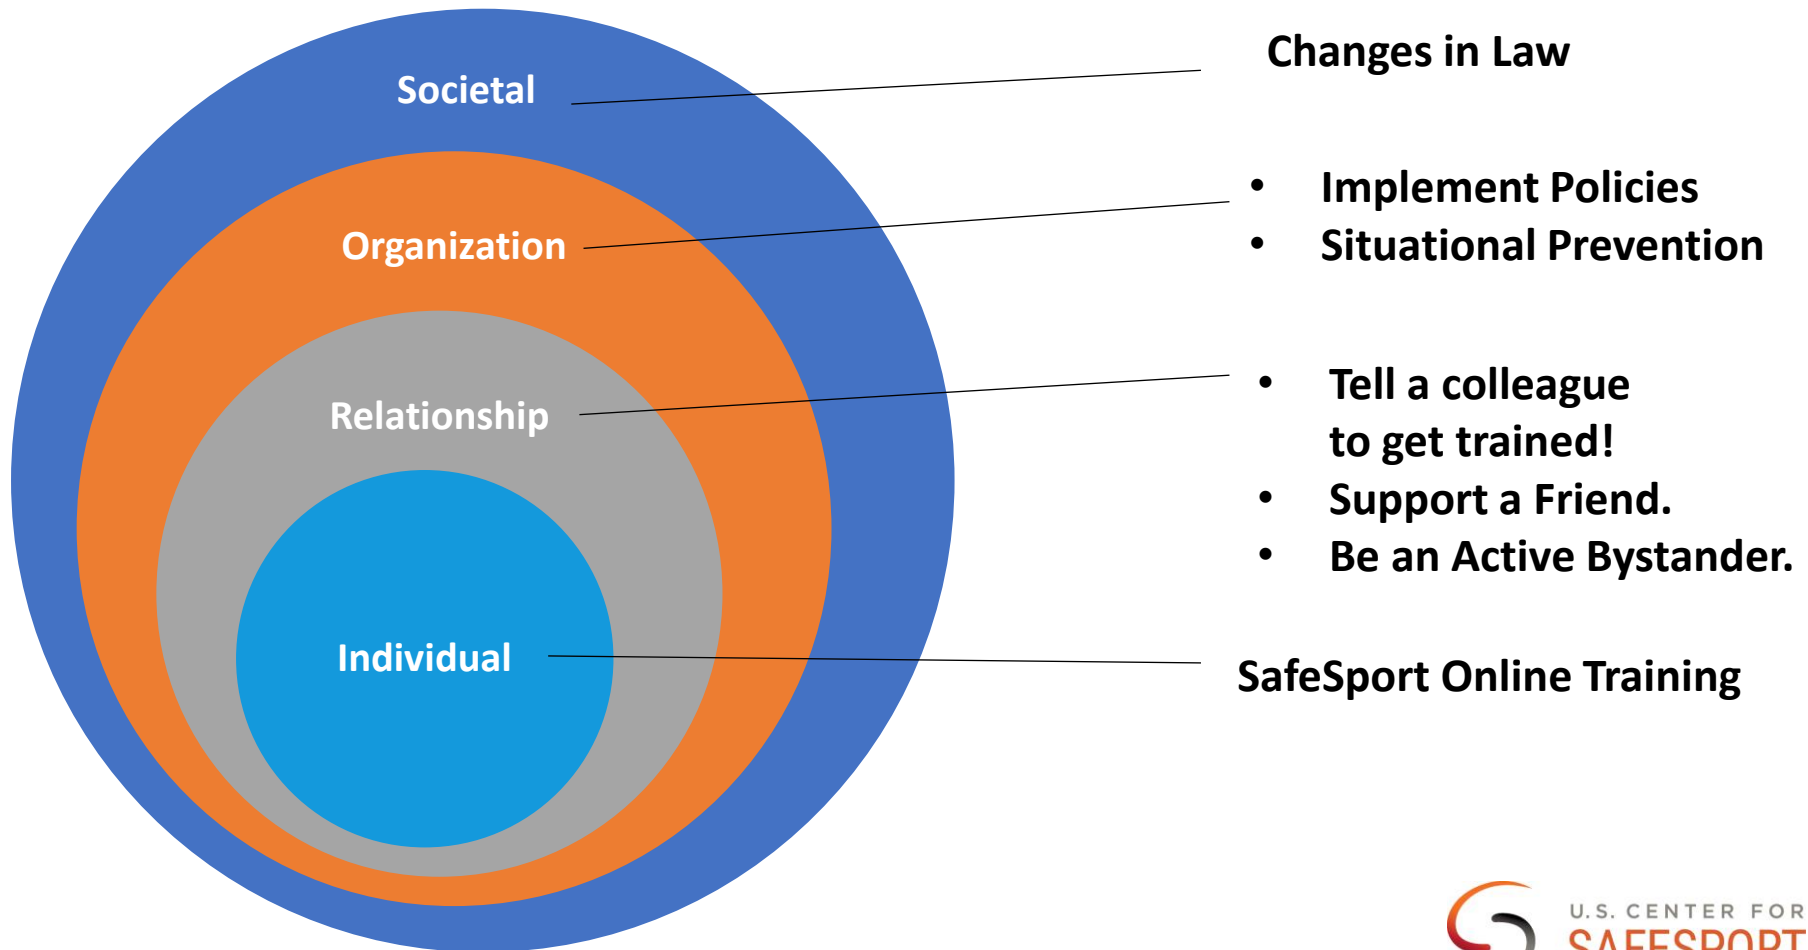 Societal
Changes in Law
Organization
• Implement Policies
• Situational Prevention
Relationship
• Tell a colleague
to get trained!
• Support a Friend.
• Be an Active Bystander.
Individual
SafeSport Online Training
U.S. CENTER FOR
SAFESPORT